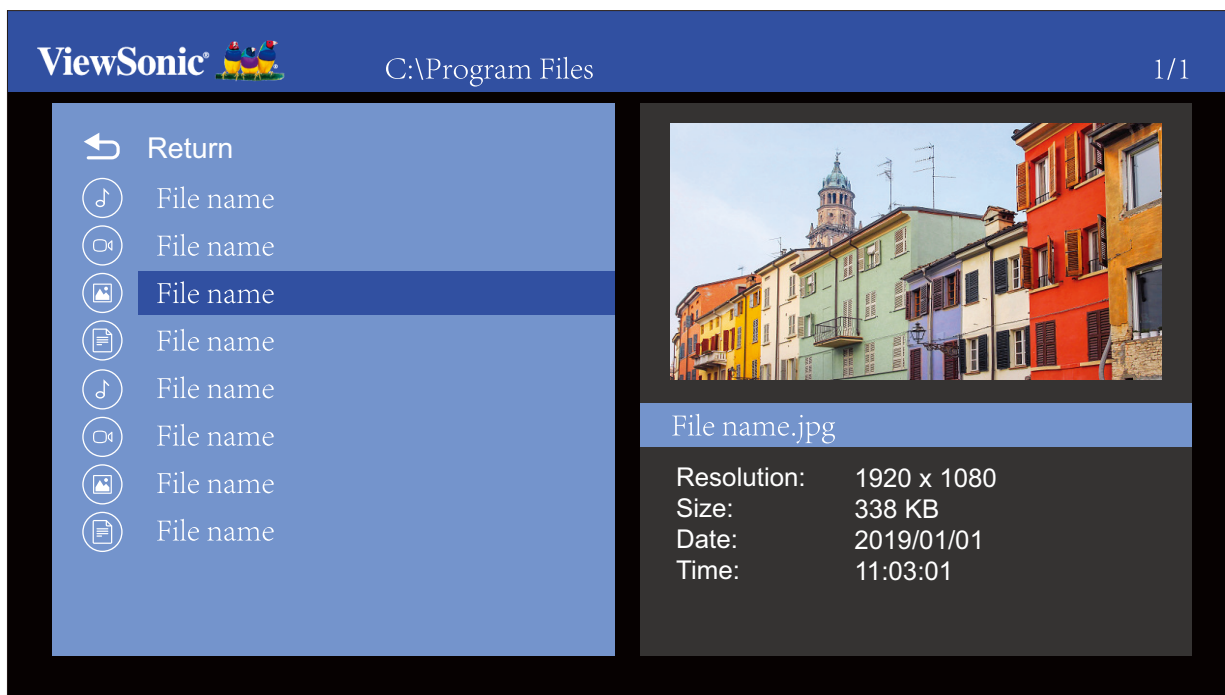 ViewSonic® C:\Program Files 1/1
Return
File name
File name
File name
File name
File name
File name
File name
File name
File name.jpg
Resolution: 1920 x 1080
Size: 338 KB
Date: 2019/01/01
Time: 11:03:01